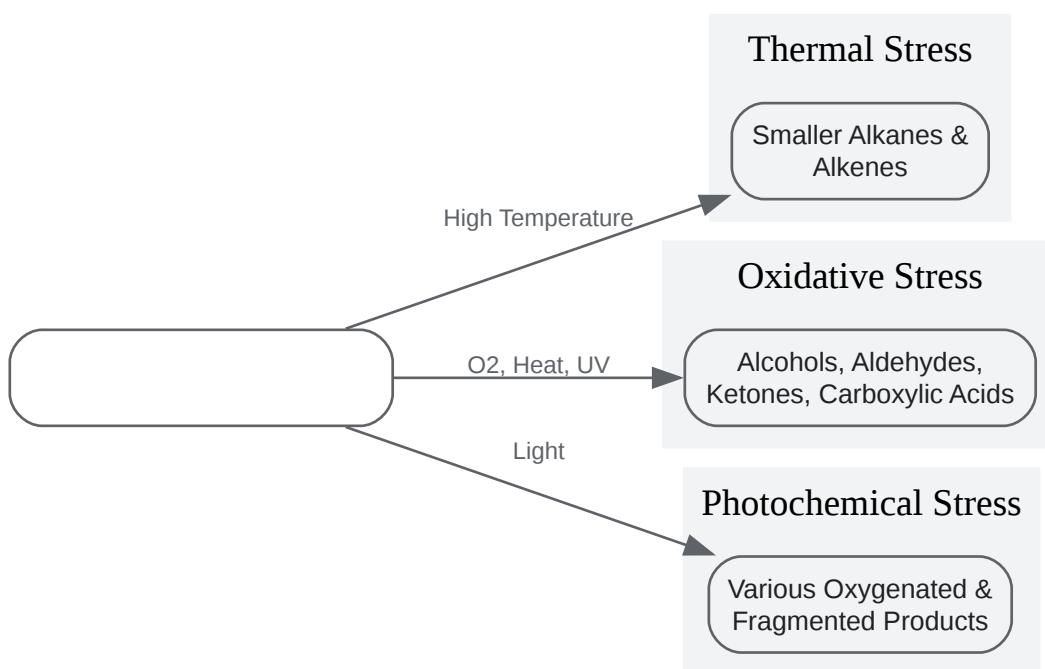 Thermal Stress
Smaller Alkanes &
Alkenes
High Temperature
Oxidative Stress
O2, Heat, UV
Alcohols, Aldehydes,
Ketones, Carboxylic Acids
Light
Photochemical Stress
Various Oxygenated &
Fragmented Products